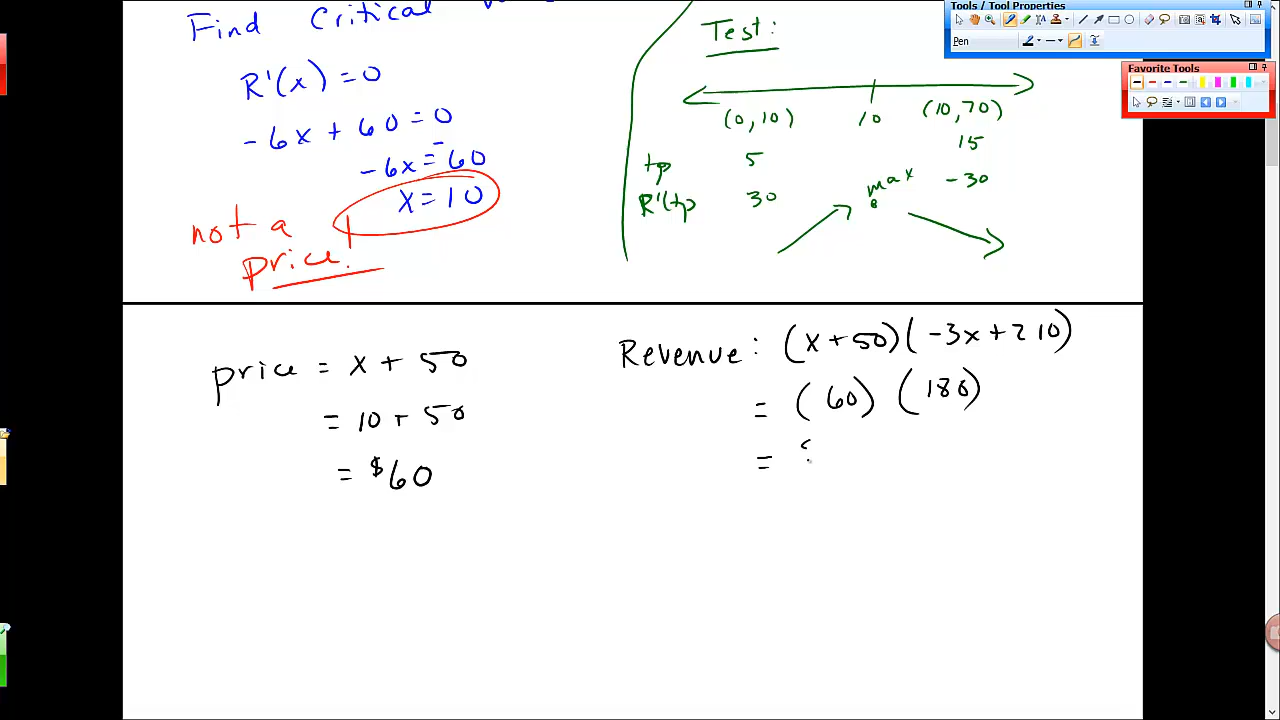 Tools / Tool Properties
Pen
Favorite Tools
Find Critical
R'(x) = 0
-6x + 60 = 0
-6x = -60
x = 10
not a
price.
Test:
(0, 10) 10 (10, 70)
tp 5 15
R'(tp 30 max -30
price = x + 50
= 10 + 50
= $60
Revenue: (x + 50)(-3x + 210)
= (60)(180)
=